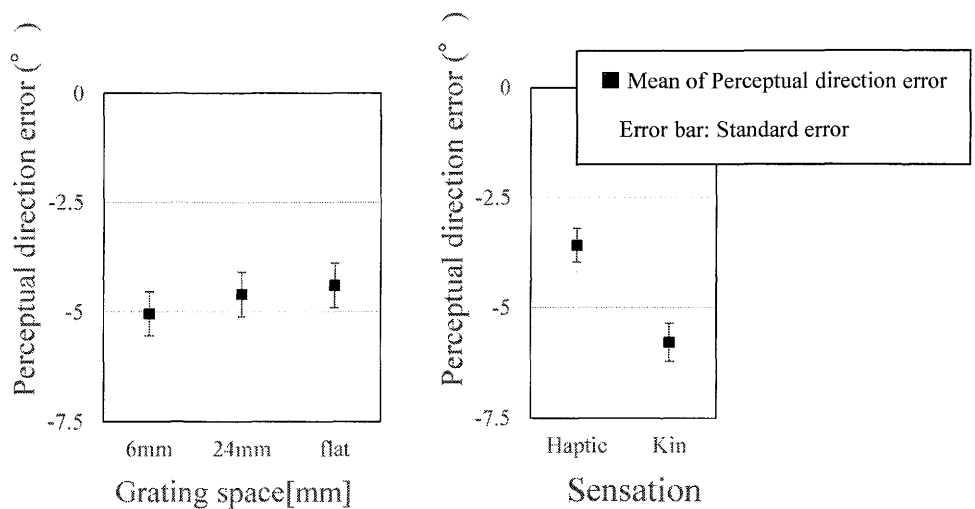 Perceptual direction error (°)
0
-2.5
-5
-7.5
6mm 24mm flat
Grating space[mm]
Perceptual direction error (°)
0
-2.5
-5
-7.5
Haptic Kin
Sensation
■ Mean of Perceptual direction error
Error bar: Standard error